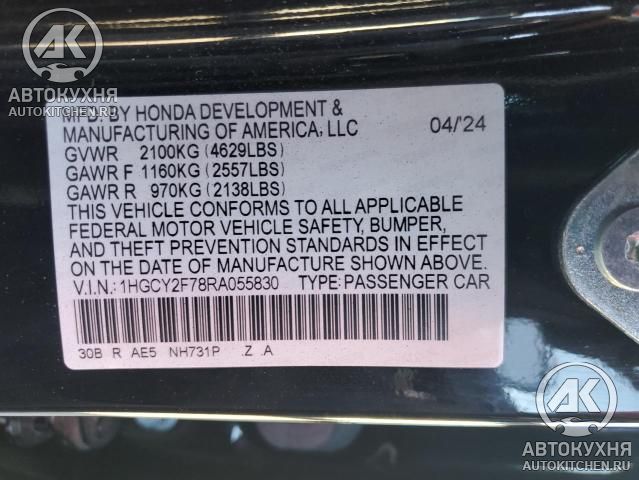 АК
АВТОКУХНЯ
AUTOKITCHEN.RU
MFD. BY HONDA DEVELOPMENT &
MANUFACTURING OF AMERICA, LLC 04/'24
GVWR 2100KG (4629LBS)
GAWR F 1160KG (2557LBS)
GAWR R 970KG (2138LBS)
THIS VEHICLE CONFORMS TO ALL APPLICABLE
FEDERAL MOTOR VEHICLE SAFETY, BUMPER,
AND THEFT PREVENTION STANDARDS IN EFFECT
ON THE DATE OF MANUFACTURE SHOWN ABOVE.
V.I.N.: 1HGCY2F78RA055830 TYPE: PASSENGER CAR
30B R AE5 NH731P .Z .A
АК
АВТОКУХНЯ
AUTOKITCHEN.RU